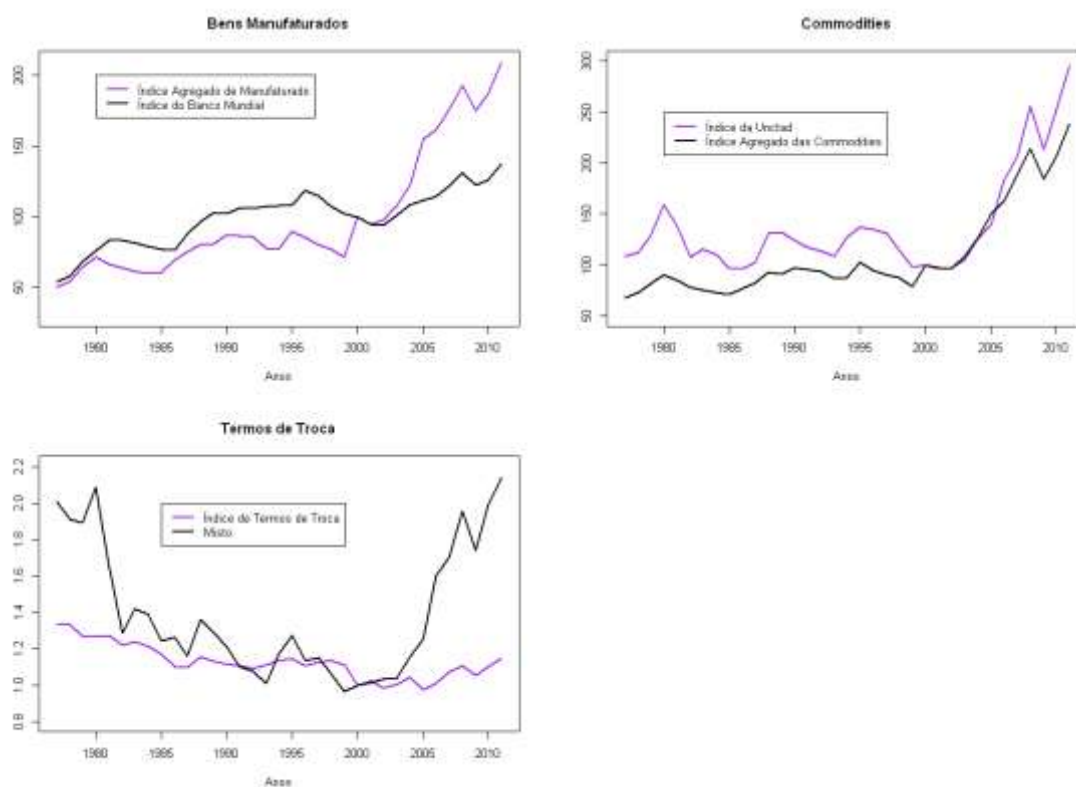 Bens Manufaturados
200
150
100
50
Índice Agregado de Manufaturado
Índice do Banco Mundial
1980 1985 1990 1995 2000 2005 2010
Anos
Commodities
300
250
200
150
100
50
Índice da Unctad
Índice Agregado das Commodities
1980 1985 1990 1995 2000 2005 2010
Anos
Termos de Troca
2.2
2.0
1.8
1.6
1.4
1.2
1.0
0.8
Índice de Termos de Troca
Misto
1980 1985 1990 1995 2000 2005 2010
Anos